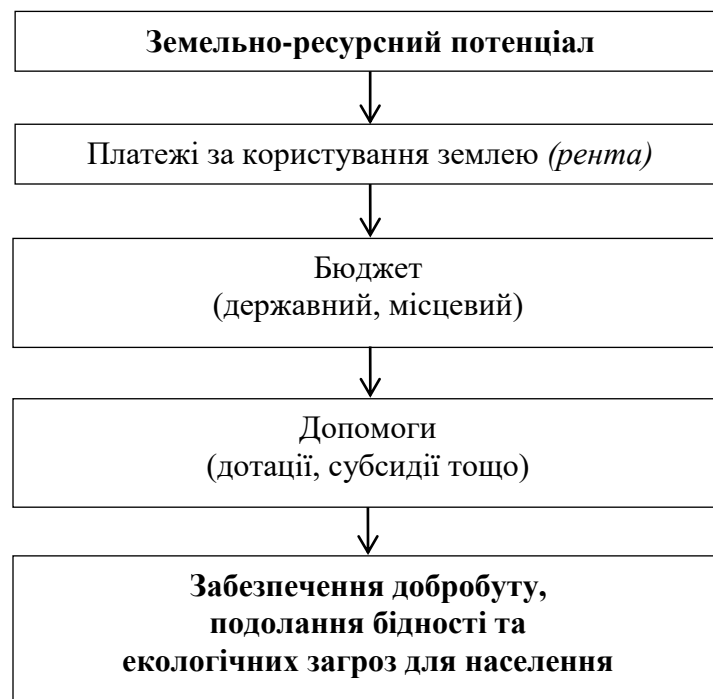 Земельно-ресурсний потенціал
Платежі за користування землею (рента)
Бюджет
(державний, місцевий)
Допомоги
(дотації, субсидії тощо)
Забезпечення добробуту,
подолання бідності та
екологічних загроз для населення